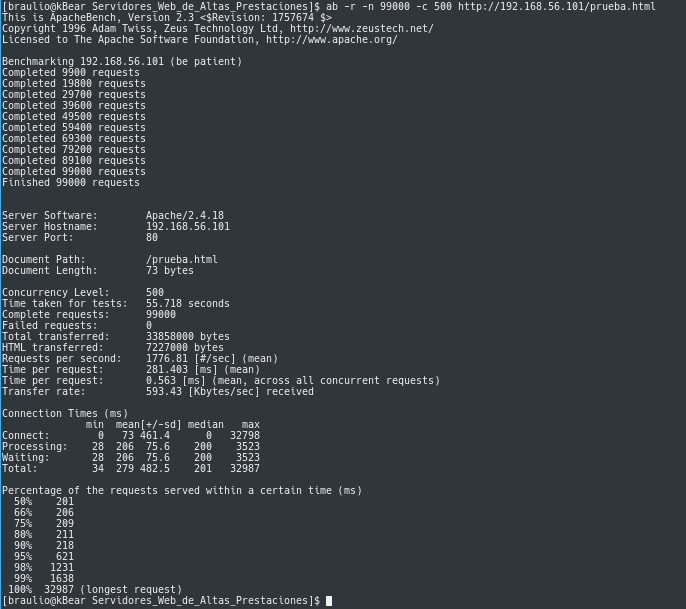 [braulio@kBear Servidores_Web_de_Altas_Prestaciones]$ ab -r -n 99000 -c 500 http://192.168.56.101/prueba.html
This is ApacheBench, Version 2.3 <$Revision: 1757674 $>
Copyright 1996 Adam Twiss, Zeus Technology Ltd, http://www.zeustech.net/
Licensed to The Apache Software Foundation, http://www.apache.org/

Benchmarking 192.168.56.101 (be patient)
Completed 9900 requests
Completed 19800 requests
Completed 29700 requests
Completed 39600 requests
Completed 49500 requests
Completed 59400 requests
Completed 69300 requests
Completed 79200 requests
Completed 89100 requests
Completed 99000 requests
Finished 99000 requests


Server Software:        Apache/2.4.18
Server Hostname:        192.168.56.101
Server Port:            80

Document Path:          /prueba.html
Document Length:        73 bytes

Concurrency Level:      500
Time taken for tests:   55.718 seconds
Complete requests:      99000
Failed requests:        0
Total transferred:      33858000 bytes
HTML transferred:       7227000 bytes
Requests per second:    1776.81 [#/sec] (mean)
Time per request:       281.403 [ms] (mean)
Time per request:       0.563 [ms] (mean, across all concurrent requests)
Transfer rate:          593.43 [Kbytes/sec] received

Connection Times (ms)
              min  mean[+/-sd] median   max
Connect:        0   73 461.4      0   32798
Processing:    28  206  75.6    200    3523
Waiting:       28  206  75.6    200    3523
Total:         34  279 482.5    201   32987

Percentage of the requests served within a certain time (ms)
  50%    201
  66%    206
  75%    209
  80%    211
  90%    218
  95%    621
  98%   1231
  99%   1638
 100%  32987 (longest request)
[braulio@kBear Servidores_Web_de_Altas_Prestaciones]$